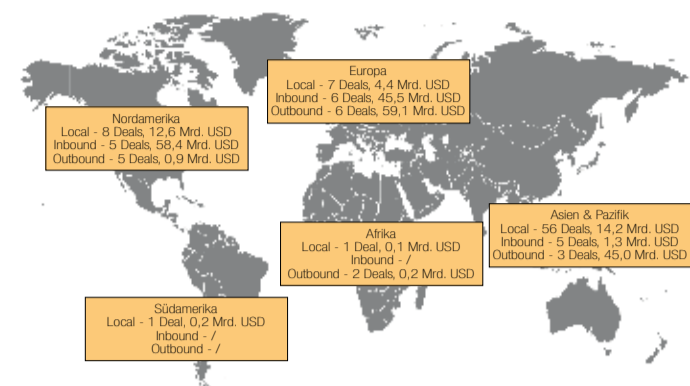 Europa
Local - 7 Deals, 4,4 Mrd. USD
Inbound - 6 Deals, 45,5 Mrd. USD
Outbound - 6 Deals, 59,1 Mrd. USD
Nordamerika
Local - 8 Deals, 12,6 Mrd. USD
Inbound - 5 Deals, 58,4 Mrd. USD
Outbound - 5 Deals, 0,9 Mrd. USD
Asien & Pazifik
Local - 56 Deals, 14,2 Mrd. USD
Inbound - 5 Deals, 1,3 Mrd. USD
Outbound - 3 Deals, 45,0 Mrd. USD
Afrika
Local - 1 Deal, 0,1 Mrd. USD
Inbound - /
Outbound - 2 Deals, 0,2 Mrd. USD
Südamerika
Local - 1 Deal, 0,2 Mrd. USD
Inbound - /
Outbound - /